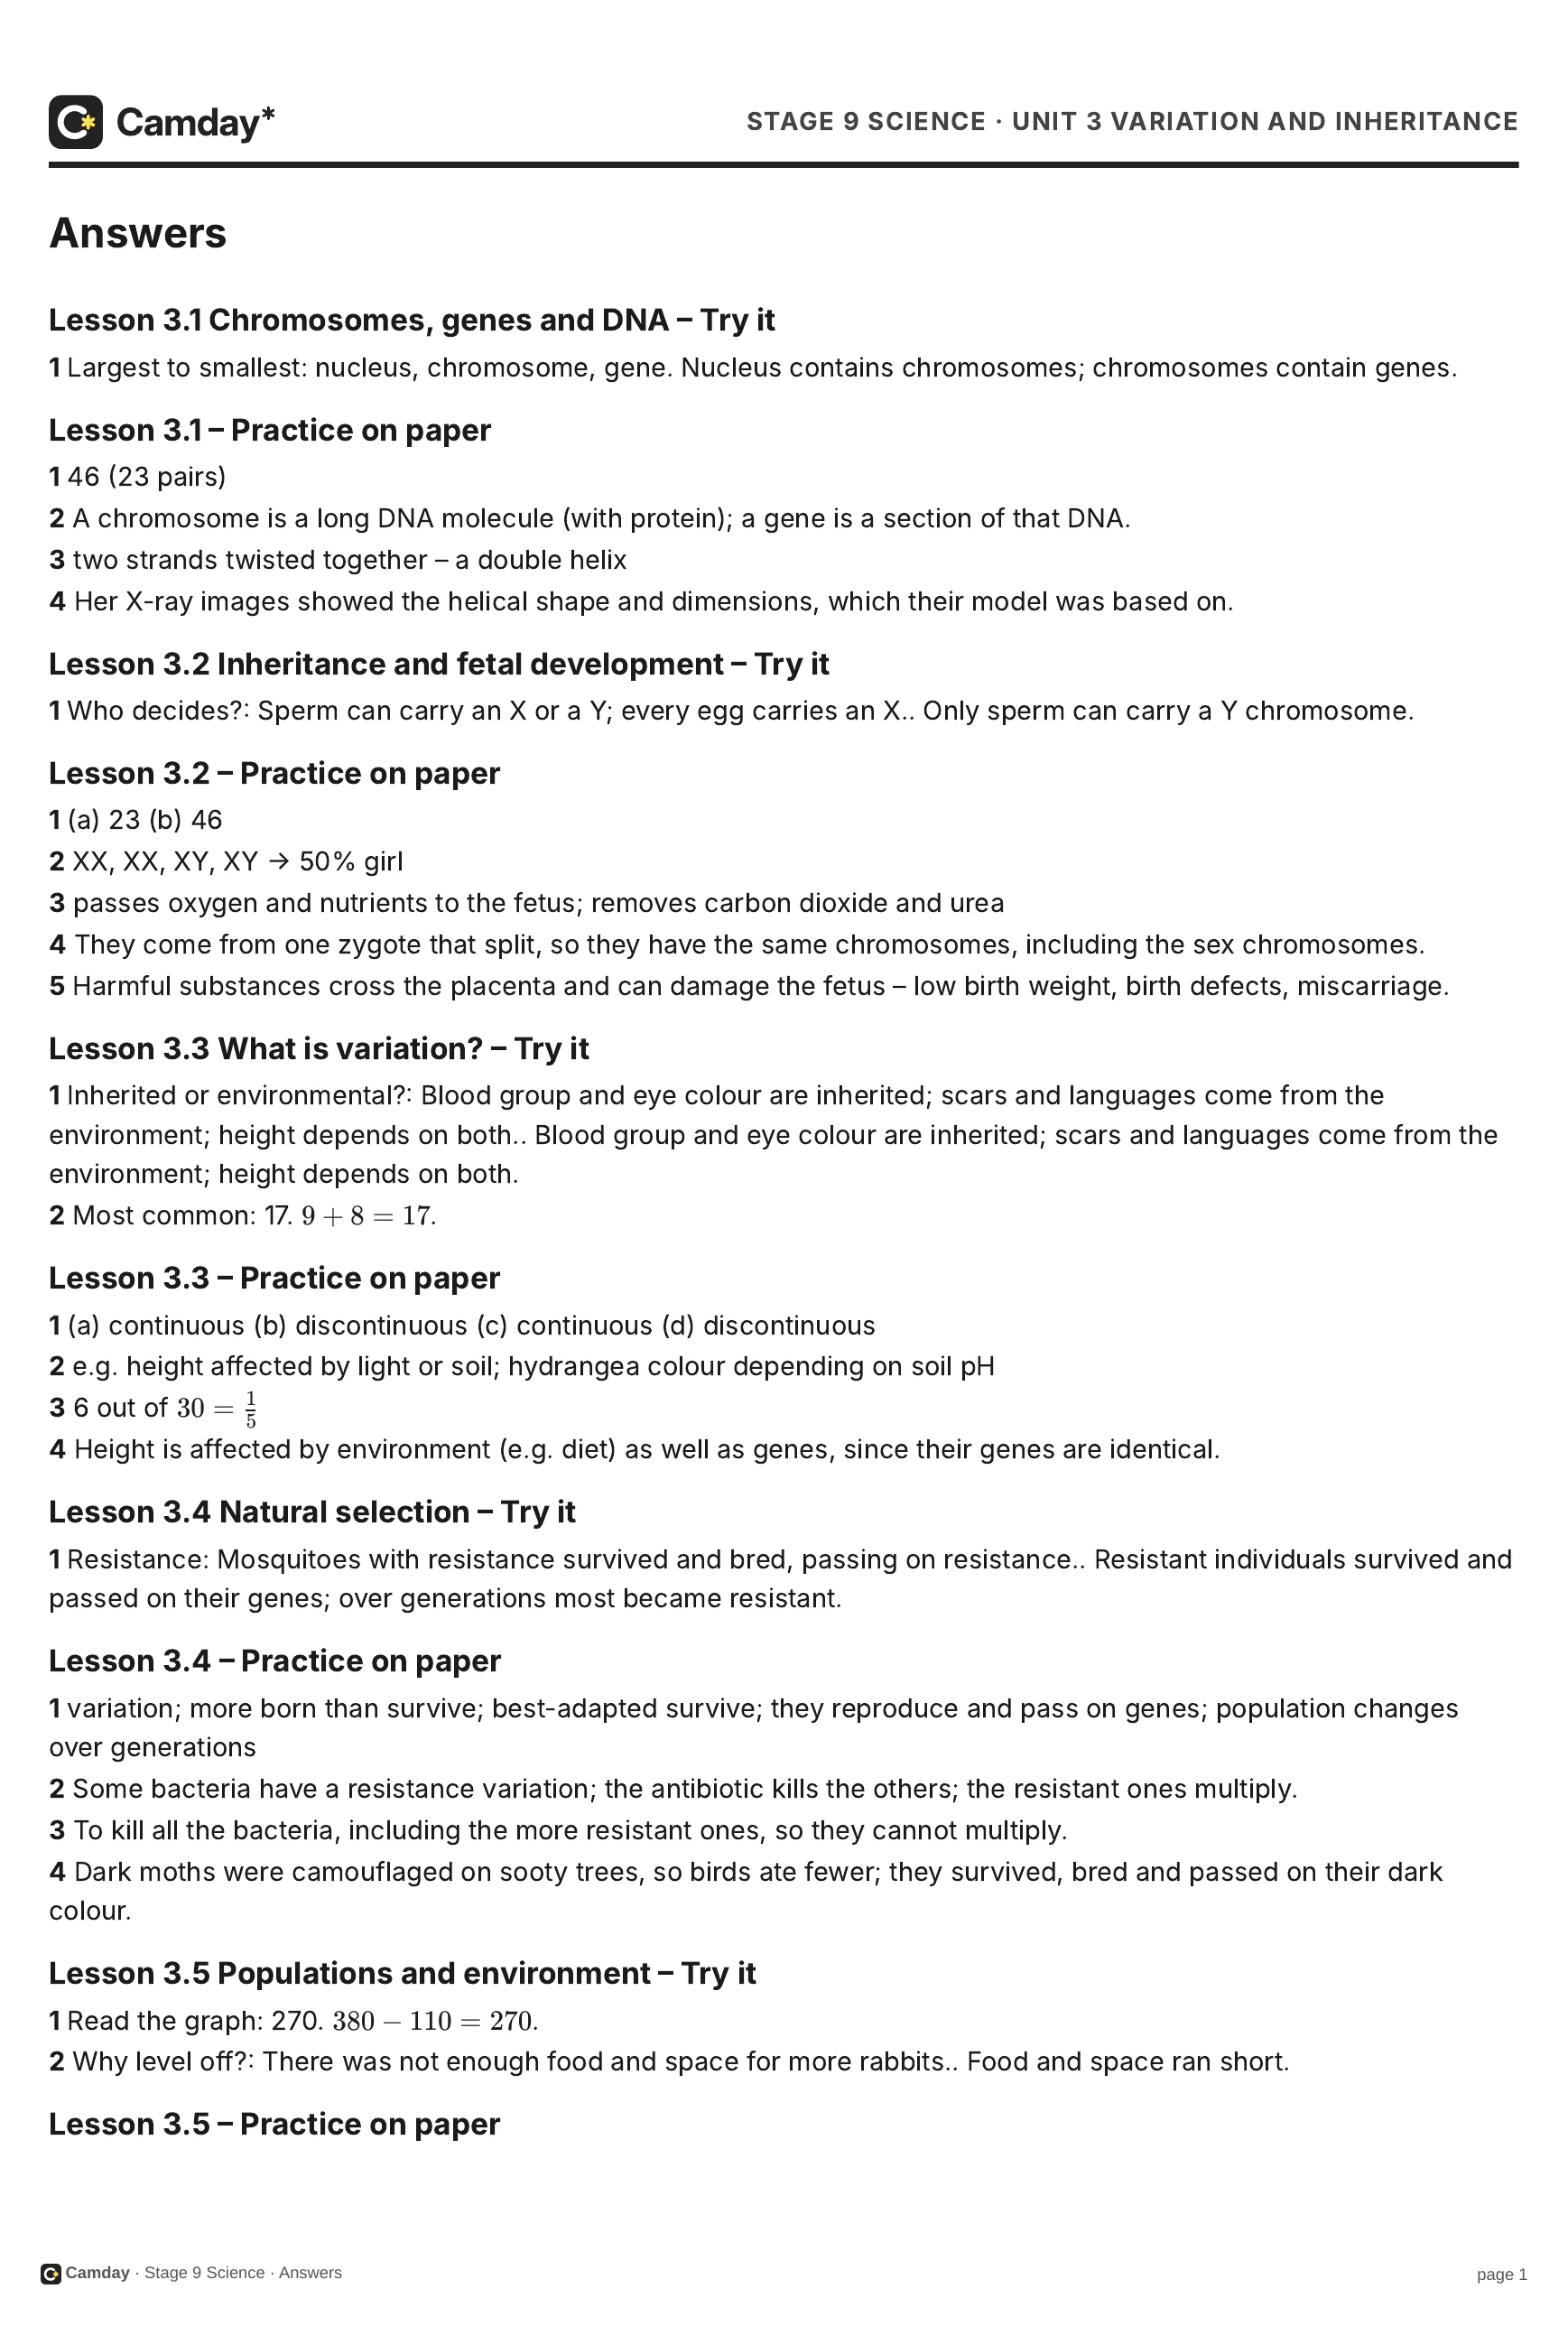 Camday*
STAGE 9 SCIENCE · UNIT 3 VARIATION AND INHERITANCE
Answers
Lesson 3.1 Chromosomes, genes and DNA – Try it
1 Largest to smallest: nucleus, chromosome, gene. Nucleus contains chromosomes; chromosomes contain genes.
Lesson 3.1 – Practice on paper
1 46 (23 pairs)
2 A chromosome is a long DNA molecule (with protein); a gene is a section of that DNA.
3 two strands twisted together – a double helix
4 Her X-ray images showed the helical shape and dimensions, which their model was based on.
Lesson 3.2 Inheritance and fetal development – Try it
1 Who decides?: Sperm can carry an X or a Y; every egg carries an X.. Only sperm can carry a Y chromosome.
Lesson 3.2 – Practice on paper
1 (a) 23 (b) 46
2 XX, XX, XY, XY → 50% girl
3 passes oxygen and nutrients to the fetus; removes carbon dioxide and urea
4 They come from one zygote that split, so they have the same chromosomes, including the sex chromosomes.
5 Harmful substances cross the placenta and can damage the fetus – low birth weight, birth defects, miscarriage.
Lesson 3.3 What is variation? – Try it
1 Inherited or environmental?: Blood group and eye colour are inherited; scars and languages come from the
environment; height depends on both.. Blood group and eye colour are inherited; scars and languages come from the
environment; height depends on both.
2 Most common: 17. 9 + 8 = 17.
Lesson 3.3 – Practice on paper
1 (a) continuous (b) discontinuous (c) continuous (d) discontinuous
2 e.g. height affected by light or soil; hydrangea colour depending on soil pH
3 6 out of 30 = 1/5
4 Height is affected by environment (e.g. diet) as well as genes, since their genes are identical.
Lesson 3.4 Natural selection – Try it
1 Resistance: Mosquitoes with resistance survived and bred, passing on resistance.. Resistant individuals survived and
passed on their genes; over generations most became resistant.
Lesson 3.4 – Practice on paper
1 variation; more born than survive; best-adapted survive; they reproduce and pass on genes; population changes
over generations
2 Some bacteria have a resistance variation; the antibiotic kills the others; the resistant ones multiply.
3 To kill all the bacteria, including the more resistant ones, so they cannot multiply.
4 Dark moths were camouflaged on sooty trees, so birds ate fewer; they survived, bred and passed on their dark
colour.
Lesson 3.5 Populations and environment – Try it
1 Read the graph: 270. 380 − 110 = 270.
2 Why level off?: There was not enough food and space for more rabbits.. Food and space ran short.
Lesson 3.5 – Practice on paper
Camday · Stage 9 Science · Answers
page 1